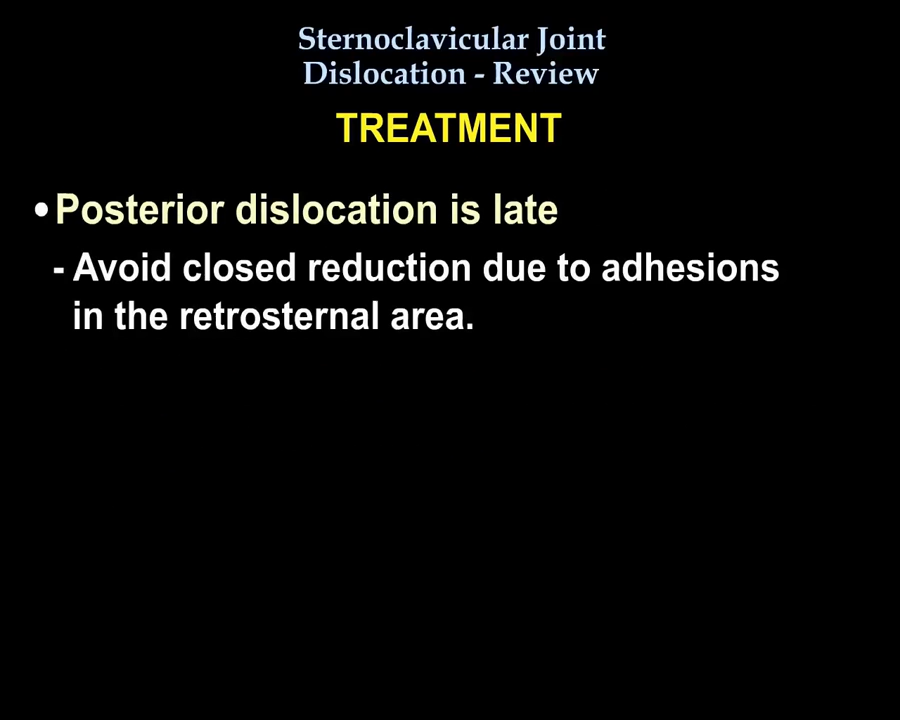 Sternoclavicular Joint
Dislocation - Review
TREATMENT
• Posterior dislocation is late
- Avoid closed reduction due to adhesions
in the retrosternal area.